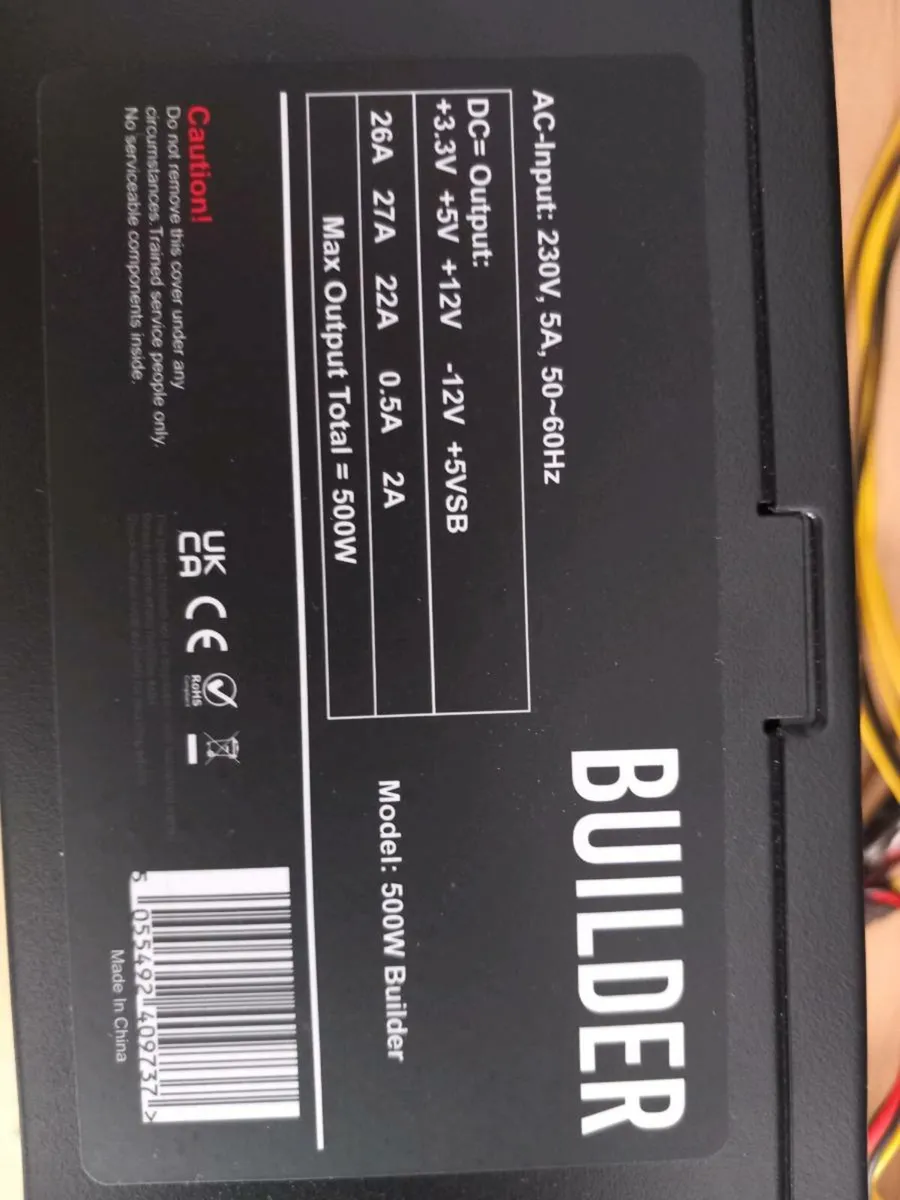 BUILDER
AC-Input: 230V, 5A, 50~60Hz
DC= Output:
+3.3V +5V +12V -12V +5VSB
26A 27A 22A 0.5A 2A
Max Output Total = 500W
Model: 500W Builder
Caution!
Do not remove this cover under any
circumstances.Trained service people only.
No serviceable components inside.
UK
CA
CE
RoHS
5 055492 409737 >
Made In China